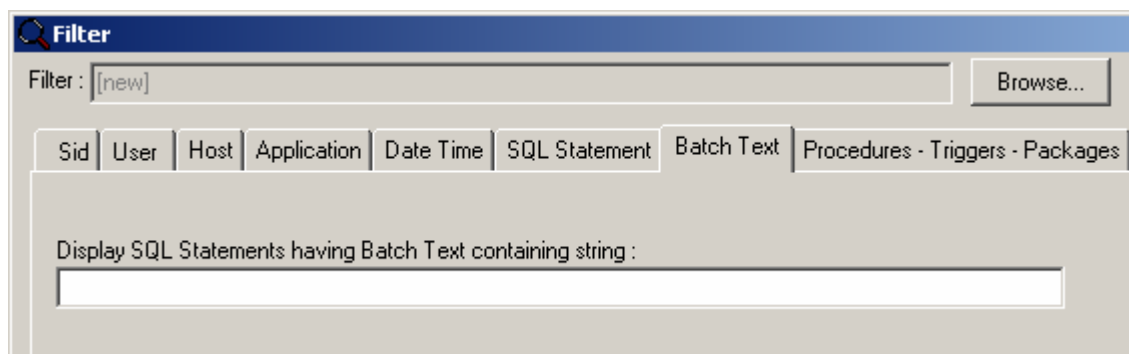 Filter
Filter : [new] Browse...
Sid User Host Application Date Time SQL Statement Batch Text Procedures - Triggers - Packages
Display SQL Statements having Batch Text containing string :